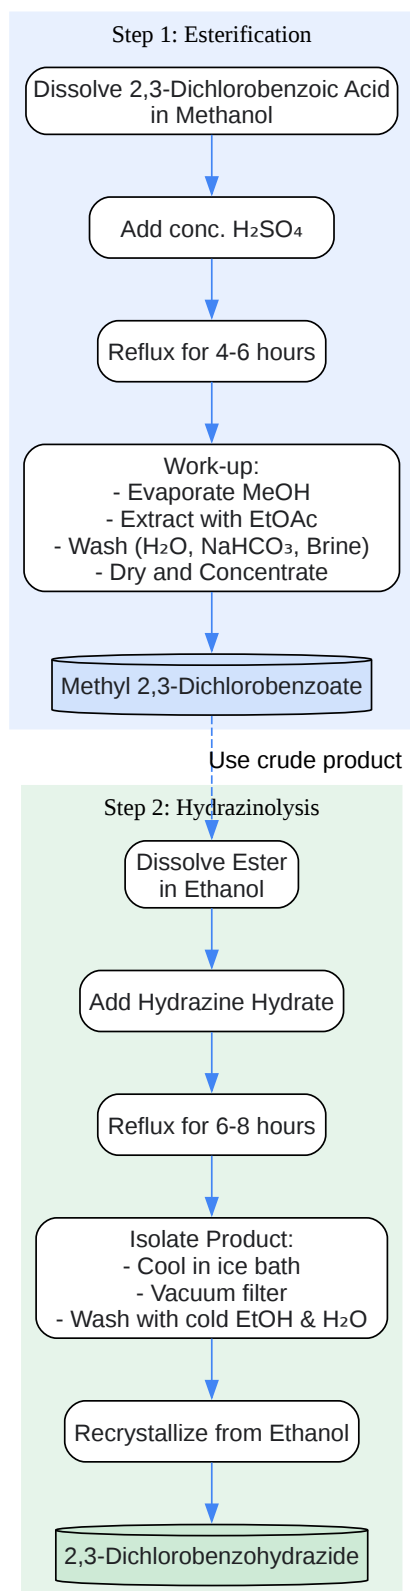 Step 1: Esterification
Dissolve 2,3-Dichlorobenzoic Acid
in Methanol
Add conc. H₂SO₄
Reflux for 4-6 hours
Work-up:
- Evaporate MeOH
- Extract with EtOAc
- Wash (H₂O, NaHCO₃, Brine)
- Dry and Concentrate
Methyl 2,3-Dichlorobenzoate
Use crude product
Step 2: Hydrazinolysis
Dissolve Ester
in Ethanol
Add Hydrazine Hydrate
Reflux for 6-8 hours
Isolate Product:
- Cool in ice bath
- Vacuum filter
- Wash with cold EtOH & H₂O
Recrystallize from Ethanol
2,3-Dichlorobenzohydrazide